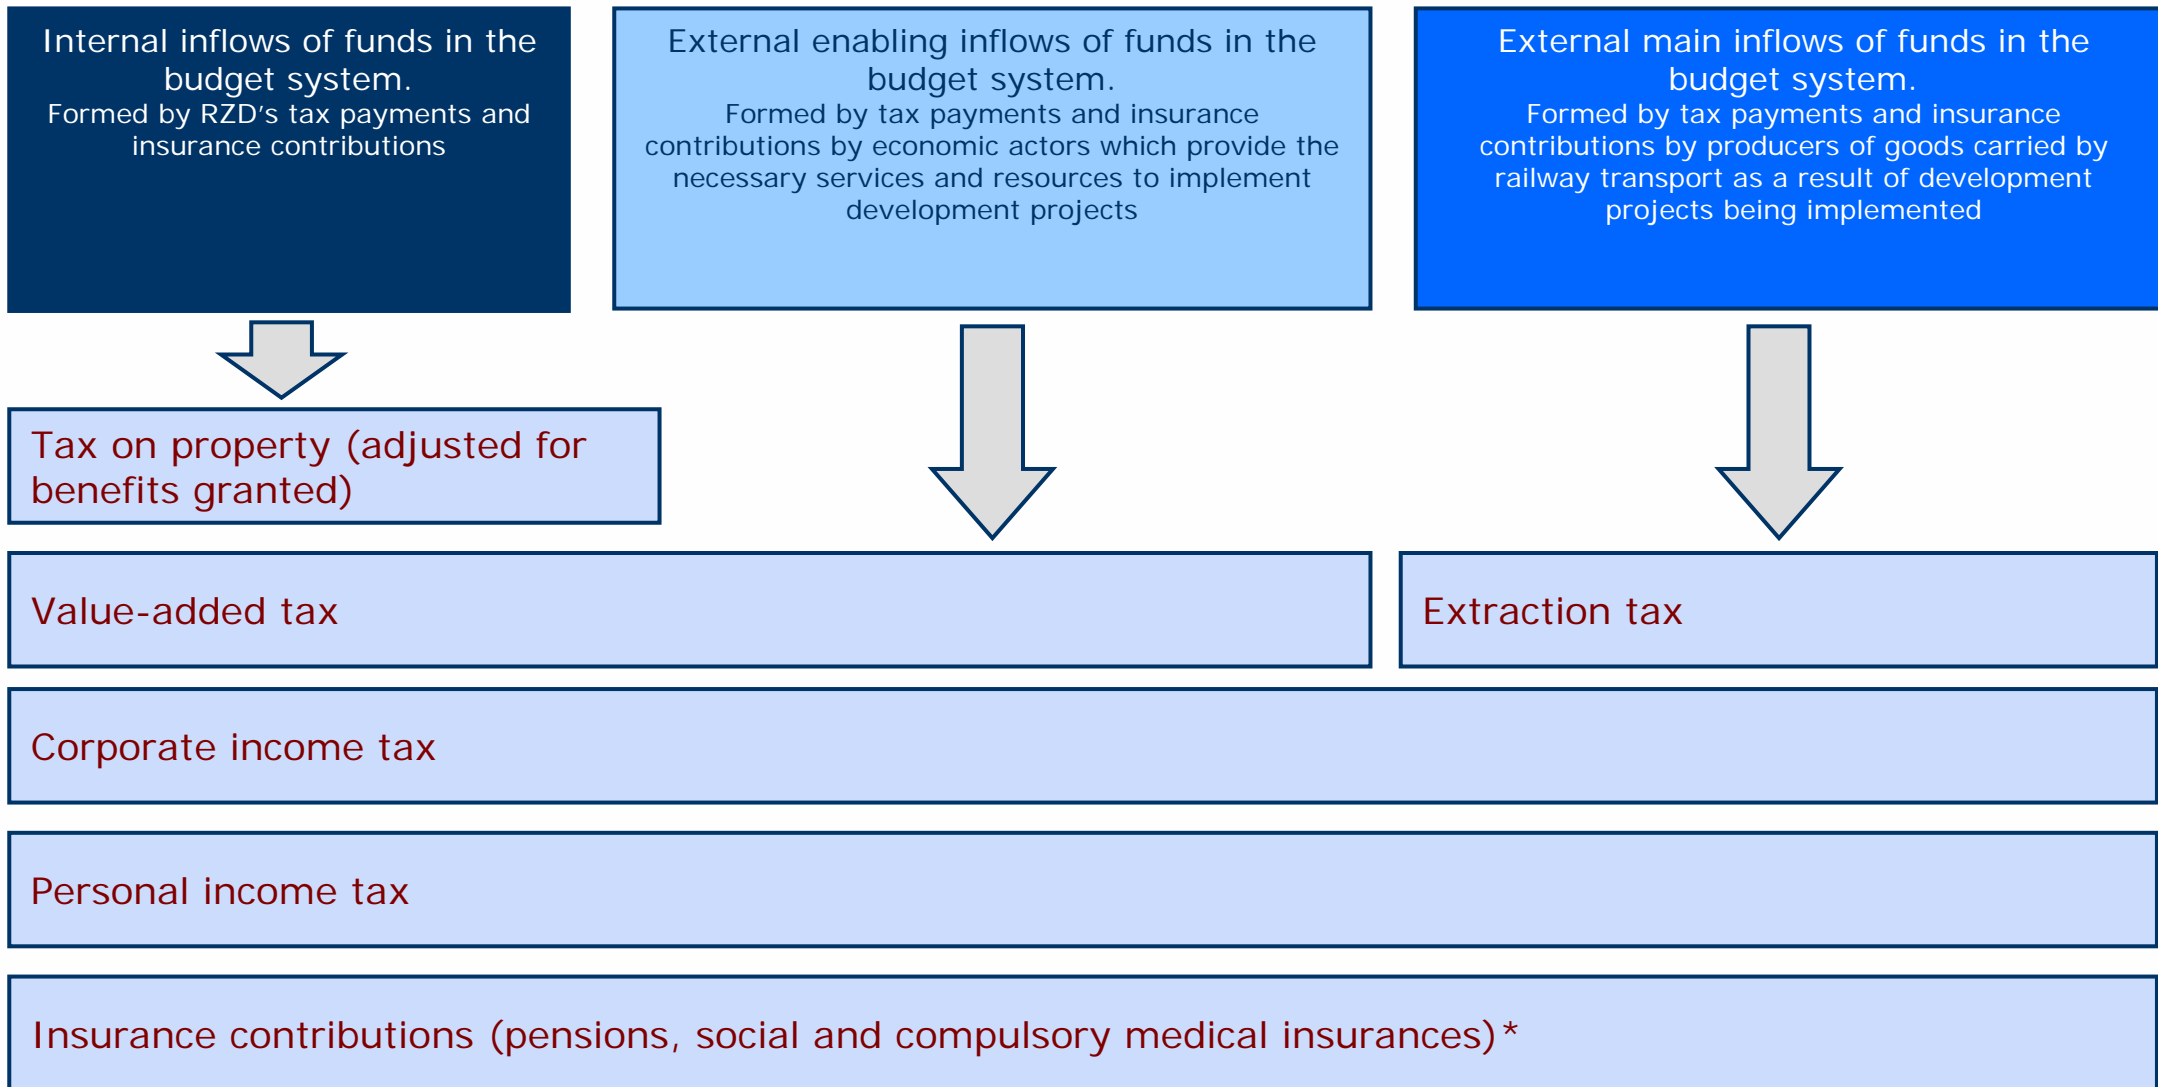 Internal inflows of funds in the
budget system.
Formed by RZD's tax payments and
insurance contributions
External enabling inflows of funds in the
budget system.
Formed by tax payments and insurance
contributions by economic actors which provide the
necessary services and resources to implement
development projects
External main inflows of funds in the
budget system.
Formed by tax payments and insurance
contributions by producers of goods carried by
railway transport as a result of development
projects being implemented
Tax on property (adjusted for
benefits granted)
Value-added tax
Extraction tax
Corporate income tax
Personal income tax
Insurance contributions (pensions, social and compulsory medical insurances)*